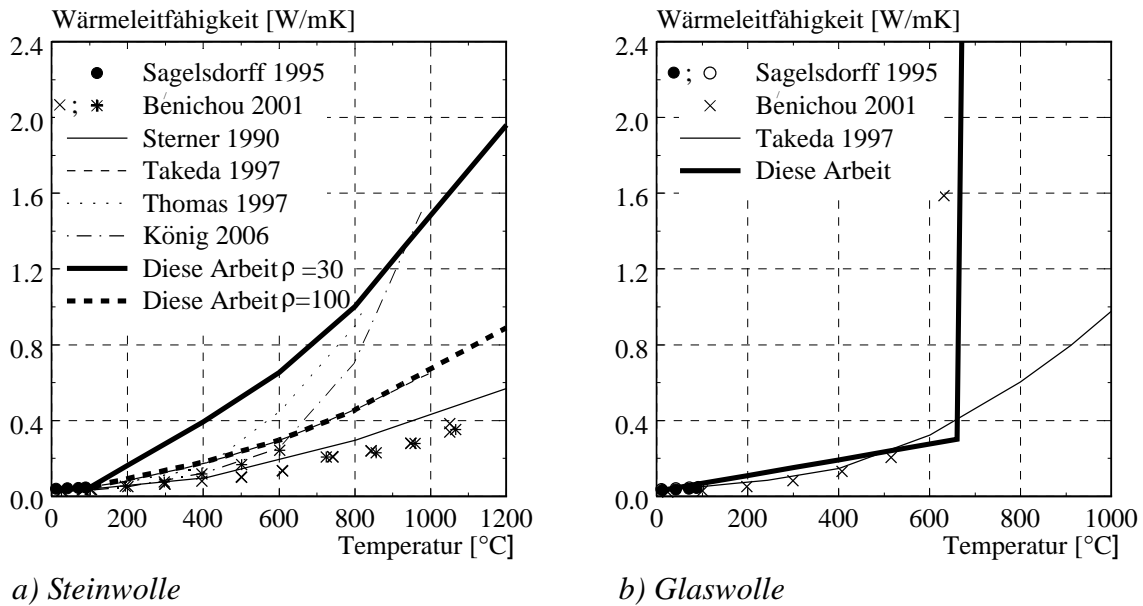 Wärmeleitfähigkeit [W/mK]
2.4
2.0
1.6
1.2
0.8
0.4
0.0
● Sagelsdorff 1995
× ; ✳ Bénichou 2001
Sterner 1990
Takeda 1997
Thomas 1997
König 2006
Diese Arbeit ρ =30
Diese Arbeit ρ=100
0 200 400 600 800 1000 1200
Temperatur [°C]
a) Steinwolle
Wärmeleitfähigkeit [W/mK]
2.4
2.0
1.6
1.2
0.8
0.4
0.0
● ; ○ Sagelsdorff 1995
× Bénichou 2001
Takeda 1997
Diese Arbeit
0 200 400 600 800 1000
Temperatur [°C]
b) Glaswolle